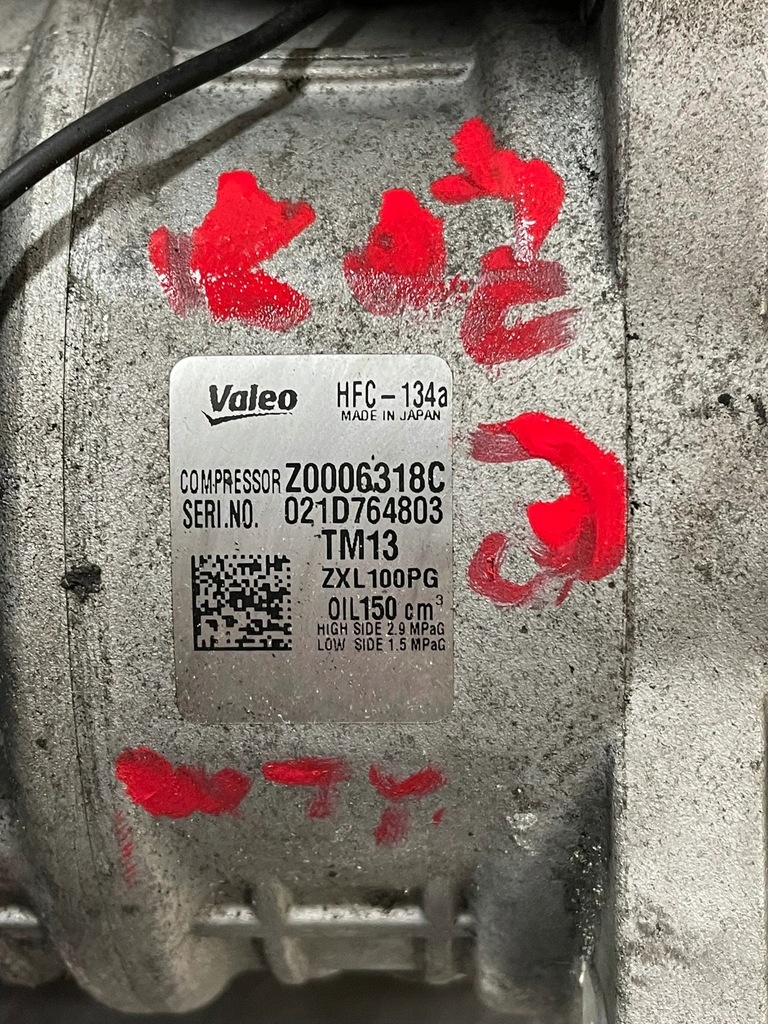 Valeo HFC-134a
MADE IN JAPAN
COMPRESSOR Z0006318C
SERI.NO. 021D764803
TM13
ZXL100PG
OIL150 cm³
HIGH SIDE 2.9 MPaG
LOW SIDE 1.5 MPaG